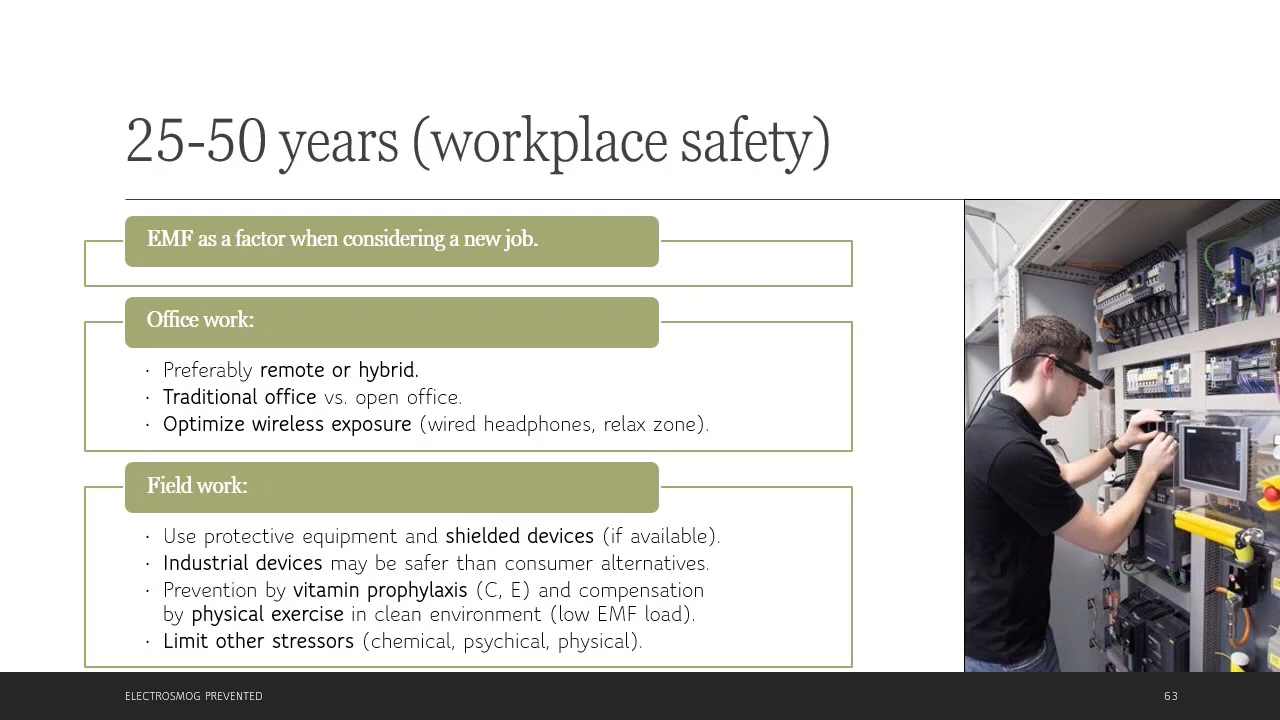 25-50 years (workplace safety)
EMF as a factor when considering a new job.
Office work:
· Preferably remote or hybrid.
· Traditional office vs. open office.
· Optimize wireless exposure (wired headphones, relax zone).
Field work:
· Use protective equipment and shielded devices (if available).
· Industrial devices may be safer than consumer alternatives.
· Prevention by vitamin prophylaxis (C, E) and compensation
by physical exercise in clean environment (low EMF load).
· Limit other stressors (chemical, psychical, physical).
ELECTROSMOG PREVENTED
63